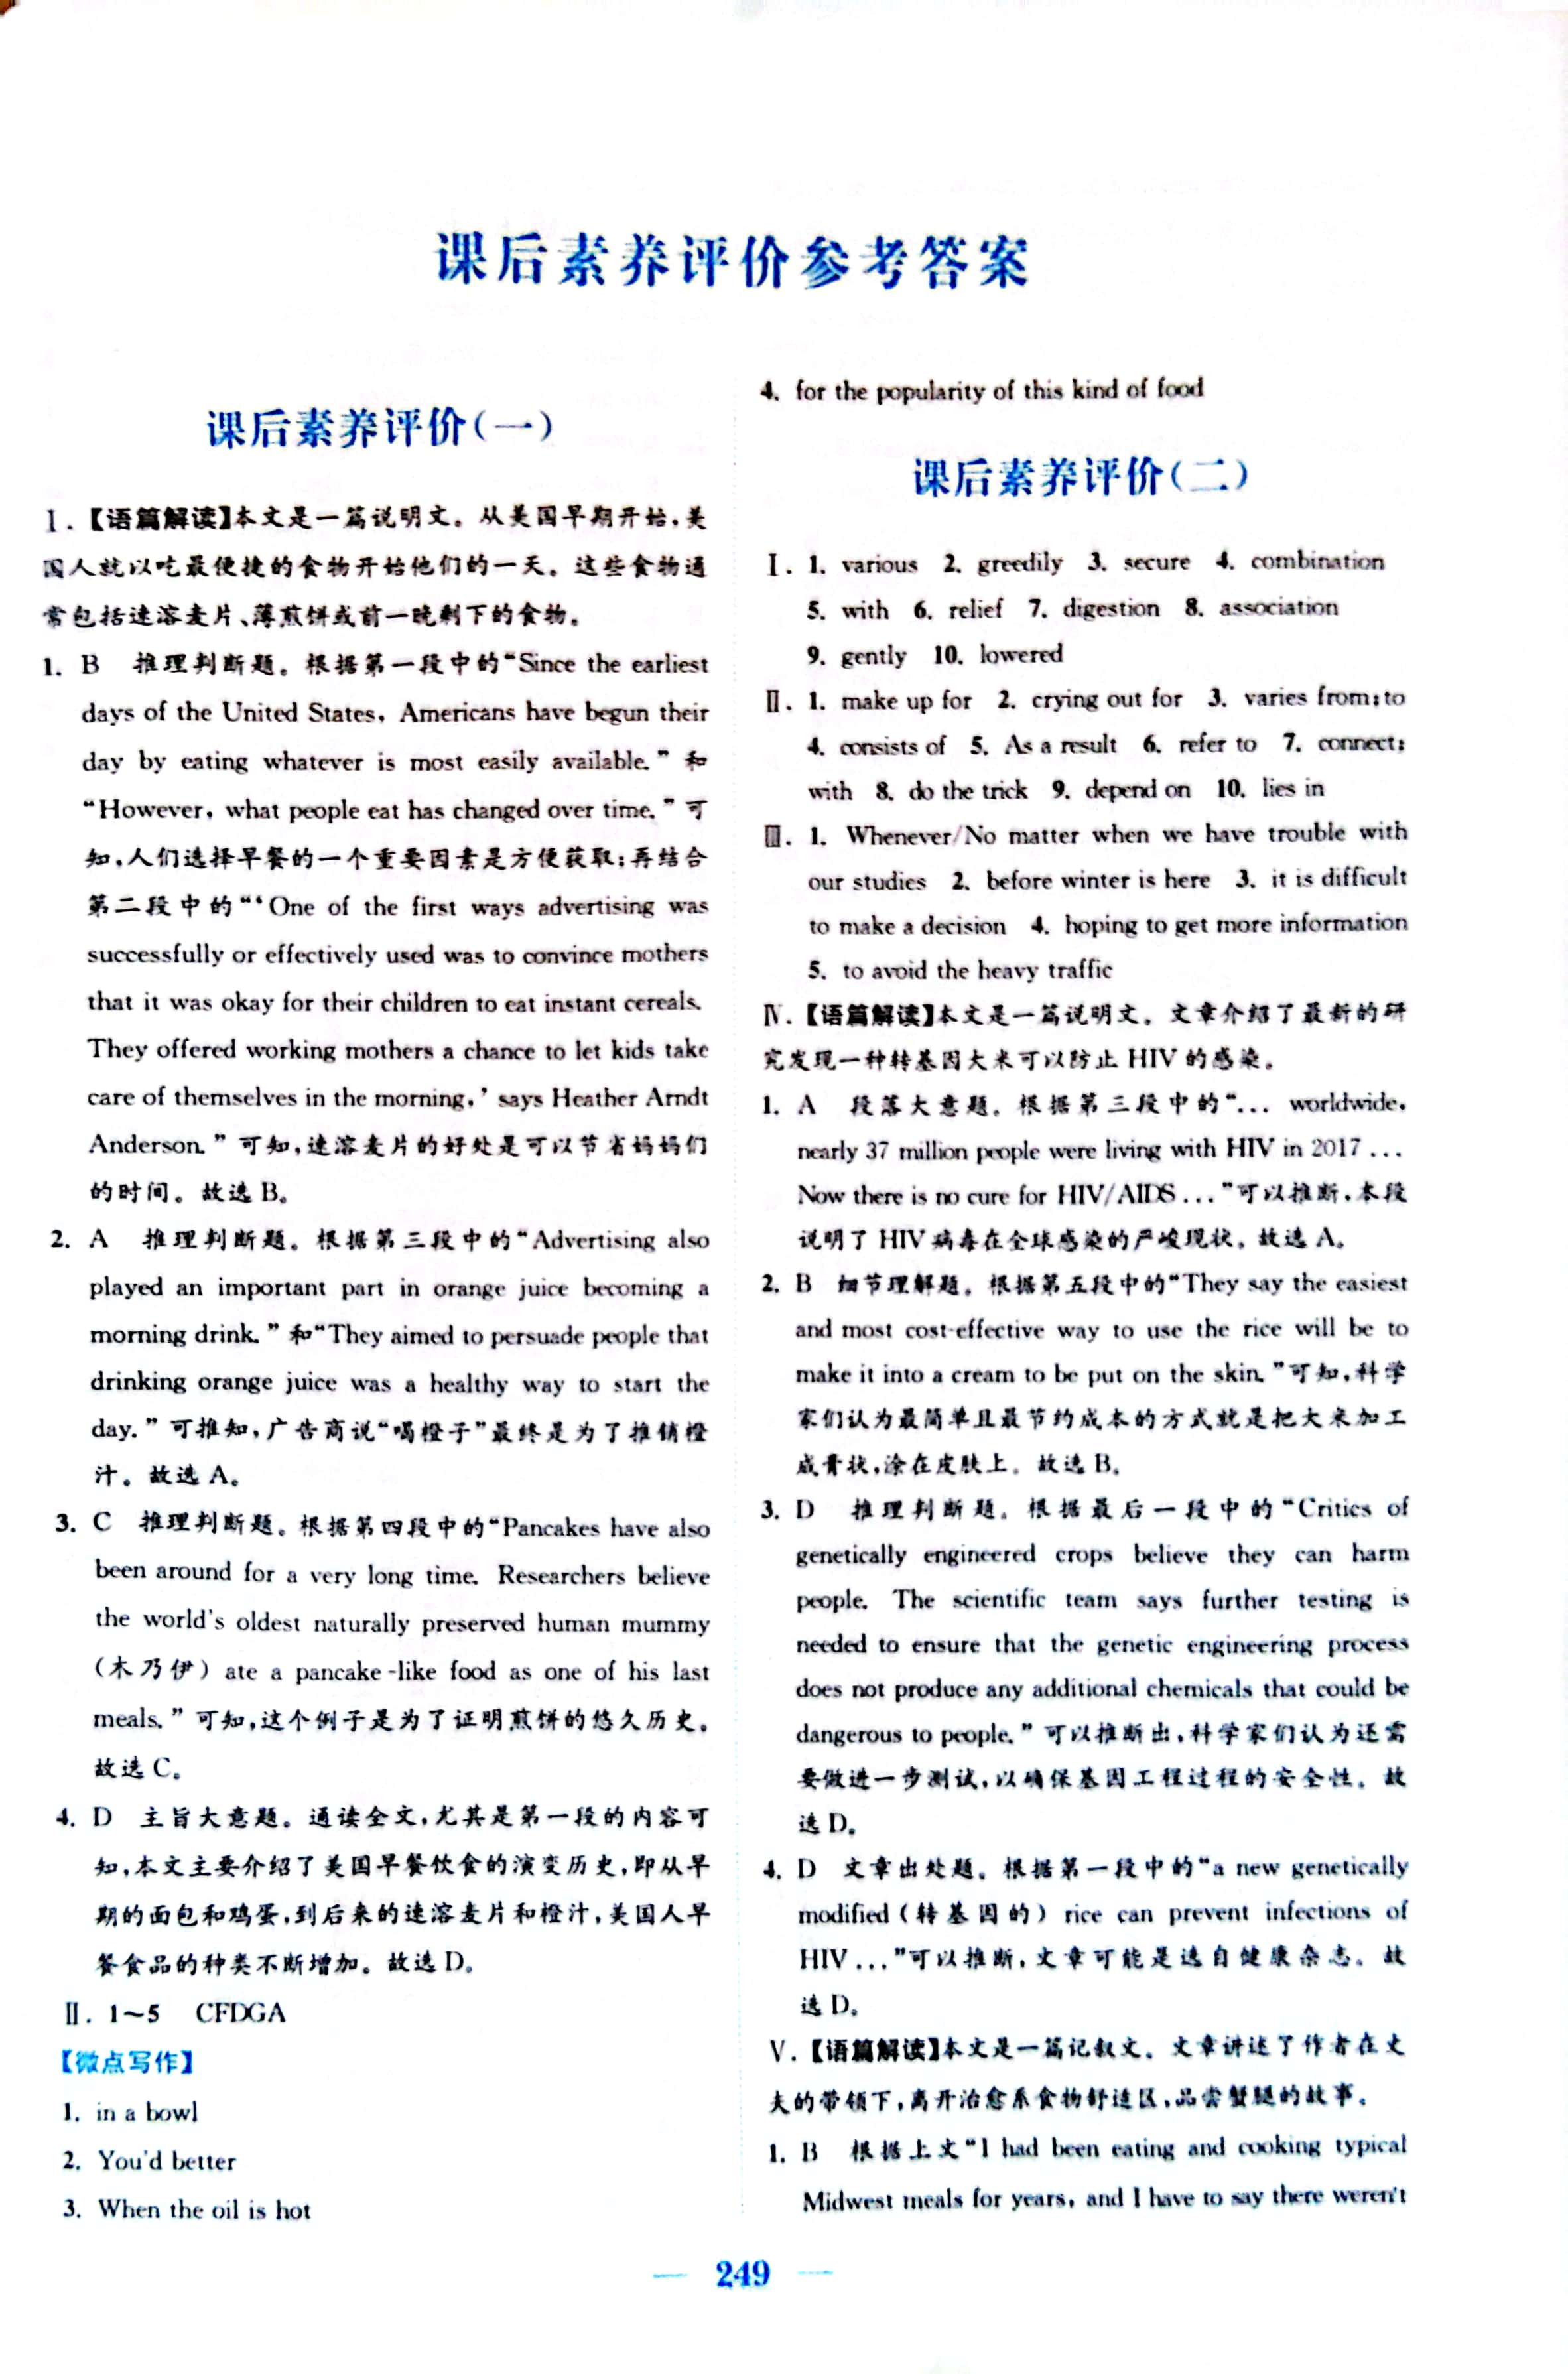 课后素养评价参考答案
课后素养评价(一)
Ⅰ.【语篇解读】本文是一篇说明文。从美国早期开始,美
国人就以吃最便捷的食物开始他们的一天。这些食物通
常包括速溶麦片、薄煎饼或前一晚剩下的食物。
1. B 推理判断题。根据第一段中的“Since the earliest
days of the United States, Americans have begun their
day by eating whatever is most easily available.”和
“However, what people eat has changed over time.”可
知,人们选择早餐的一个重要因素是方便获取;再结合
第二段中的“‘One of the first ways advertising was
successfully or effectively used was to convince mothers
that it was okay for their children to eat instant cereals.
They offered working mothers a chance to let kids take
care of themselves in the morning,’ says Heather Arndt
Anderson.”可知,速溶麦片的好处是可以节省妈妈们
的时间。故选B。
2. A 推理判断题。根据第三段中的“Advertising also
played an important part in orange juice becoming a
morning drink.”和“They aimed to persuade people that
drinking orange juice was a healthy way to start the
day.”可推知,广告商说“喝橙子”最终是为了推销橙
汁。故选A。
3. C 推理判断题。根据第四段中的“Pancakes have also
been around for a very long time. Researchers believe
the world's oldest naturally preserved human mummy
(木乃伊) ate a pancake-like food as one of his last
meals.”可知,这个例子是为了证明煎饼的悠久历史。
故选C。
4. D 主旨大意题。通读全文,尤其是第一段的内容可
知,本文主要介绍了美国早餐饮食的演变历史,即从早
期的面包和鸡蛋,到后来的速溶麦片和橙汁,美国人早
餐食品的种类不断增加。故选D。
Ⅱ. 1~5 CFDGA
【微点写作】
1. in a bowl
2. You'd better
3. When the oil is hot
4. for the popularity of this kind of food
课后素养评价(二)
Ⅰ. 1. various 2. greedily 3. secure 4. combination
5. with 6. relief 7. digestion 8. association
9. gently 10. lowered
Ⅱ. 1. make up for 2. crying out for 3. varies from;to
4. consists of 5. As a result 6. refer to 7. connect;
with 8. do the trick 9. depend on 10. lies in
Ⅲ. 1. Whenever/No matter when we have trouble with
our studies 2. before winter is here 3. it is difficult
to make a decision 4. hoping to get more information
5. to avoid the heavy traffic
Ⅳ.【语篇解读】本文是一篇说明文。文章介绍了最新的研
究发现一种转基因大米可以防止HIV的感染。
1. A 段落大意题。根据第三段中的“... worldwide,
nearly 37 million people were living with HIV in 2017 ...
Now there is no cure for HIV/AIDS ...”可以推断,本段
说明了HIV病毒在全球感染的严峻现状。故选A。
2. B 细节理解题。根据第五段中的“They say the easiest
and most cost-effective way to use the rice will be to
make it into a cream to be put on the skin.”可知,科学
家们认为最简单且最节约成本的方式就是把大米加工
成膏状,涂在皮肤上。故选B。
3. D 推理判断题。根据最后一段中的“Critics of
genetically engineered crops believe they can harm
people. The scientific team says further testing is
needed to ensure that the genetic engineering process
does not produce any additional chemicals that could be
dangerous to people.”可以推断出,科学家们认为还需
要做进一步测试,以确保基因工程过程的安全性。故
选D。
4. D 文章出处题。根据第一段中的“a new genetically
modified(转基因的) rice can prevent infections of
HIV ...”可以推断,文章可能是选自健康杂志。故
选D。
Ⅴ.【语篇解读】本文是一篇记叙文。文章讲述了作者在丈
夫的带领下,离开治愈系食物舒适区,品尝蟹腿的故事。
1. B 根据上文“I had been eating and cooking typical
Midwest meals for years, and I have to say there weren't
— 249 —